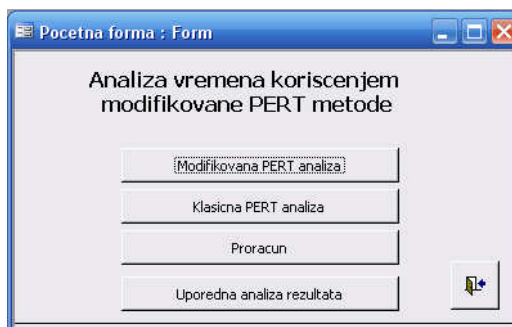 Pocetna forma : Form
Analiza vremena koriscenjem
modifikovane PERT metode
Modifikovana PERT analiza
Klasicna PERT analiza
Proracun
Uporedna analiza rezultata